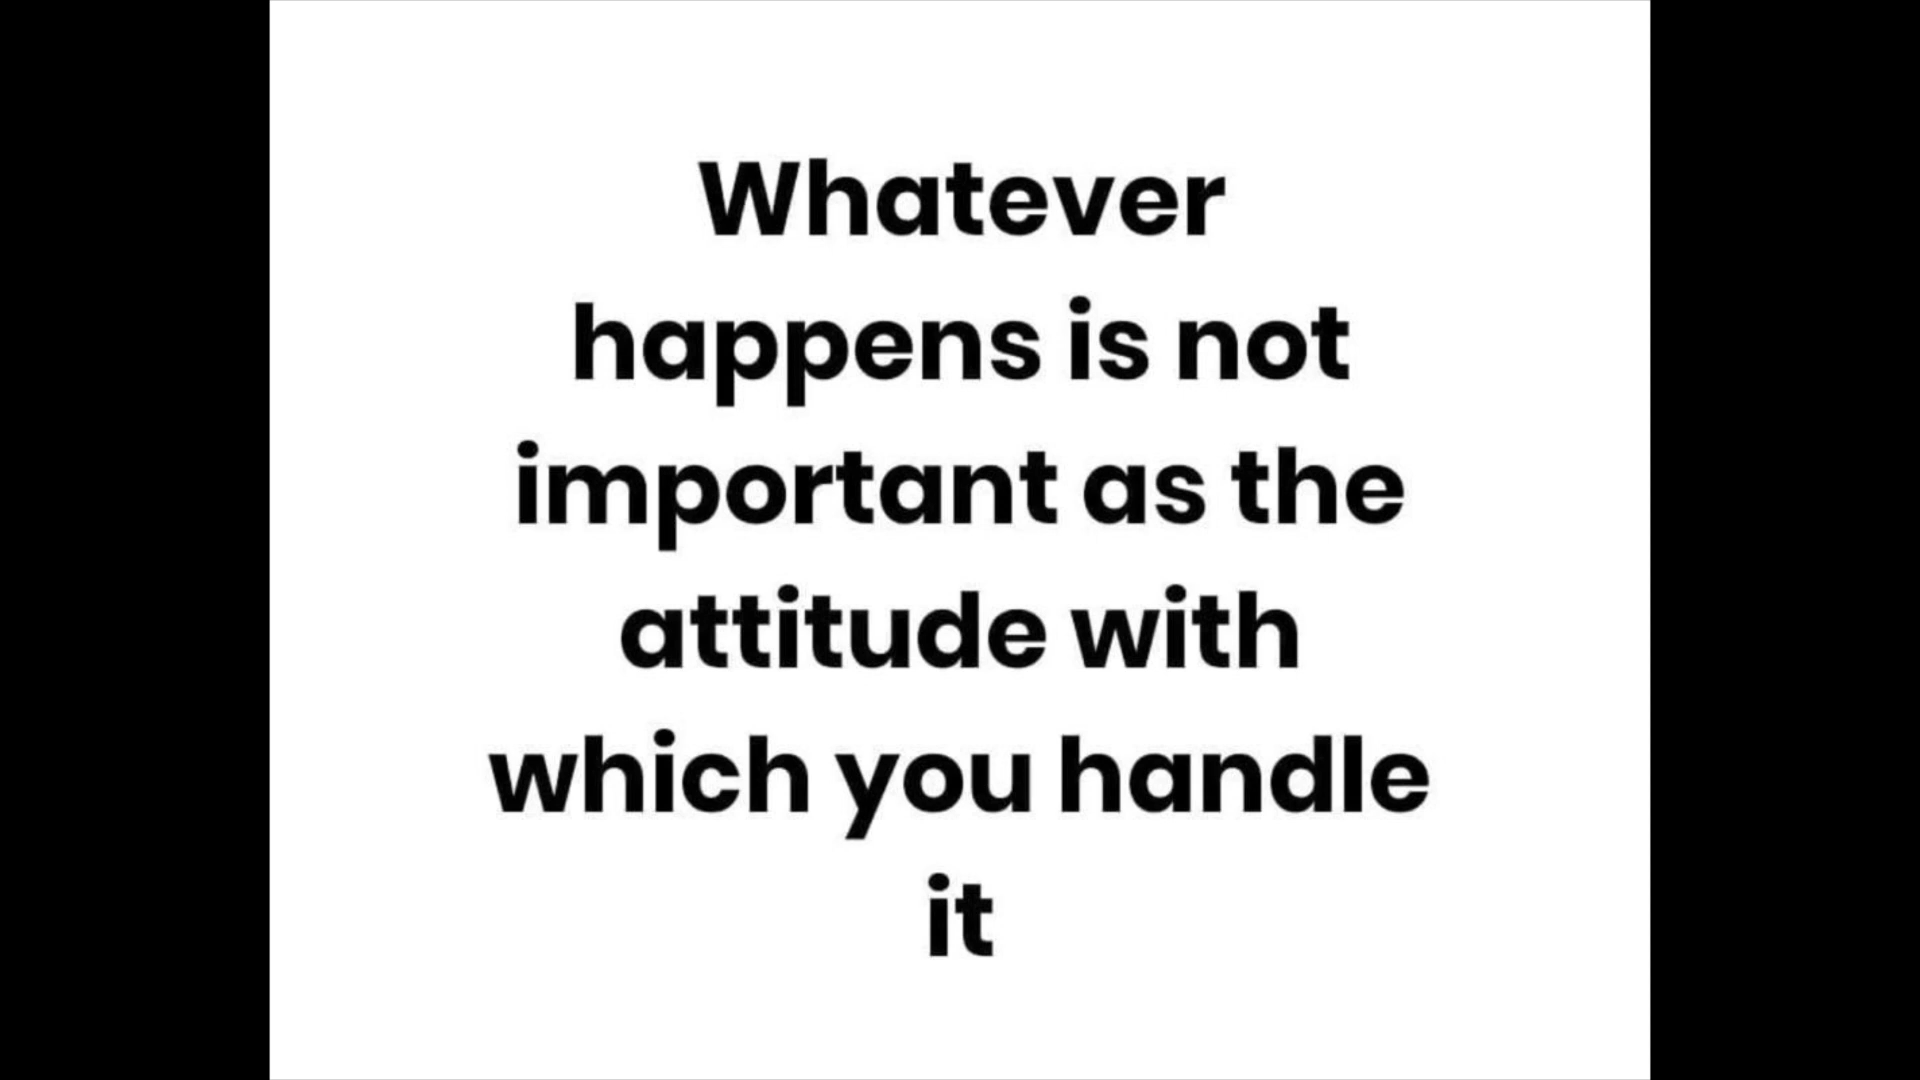 Whatever
happens is not
important as the
attitude with
which you handle
it